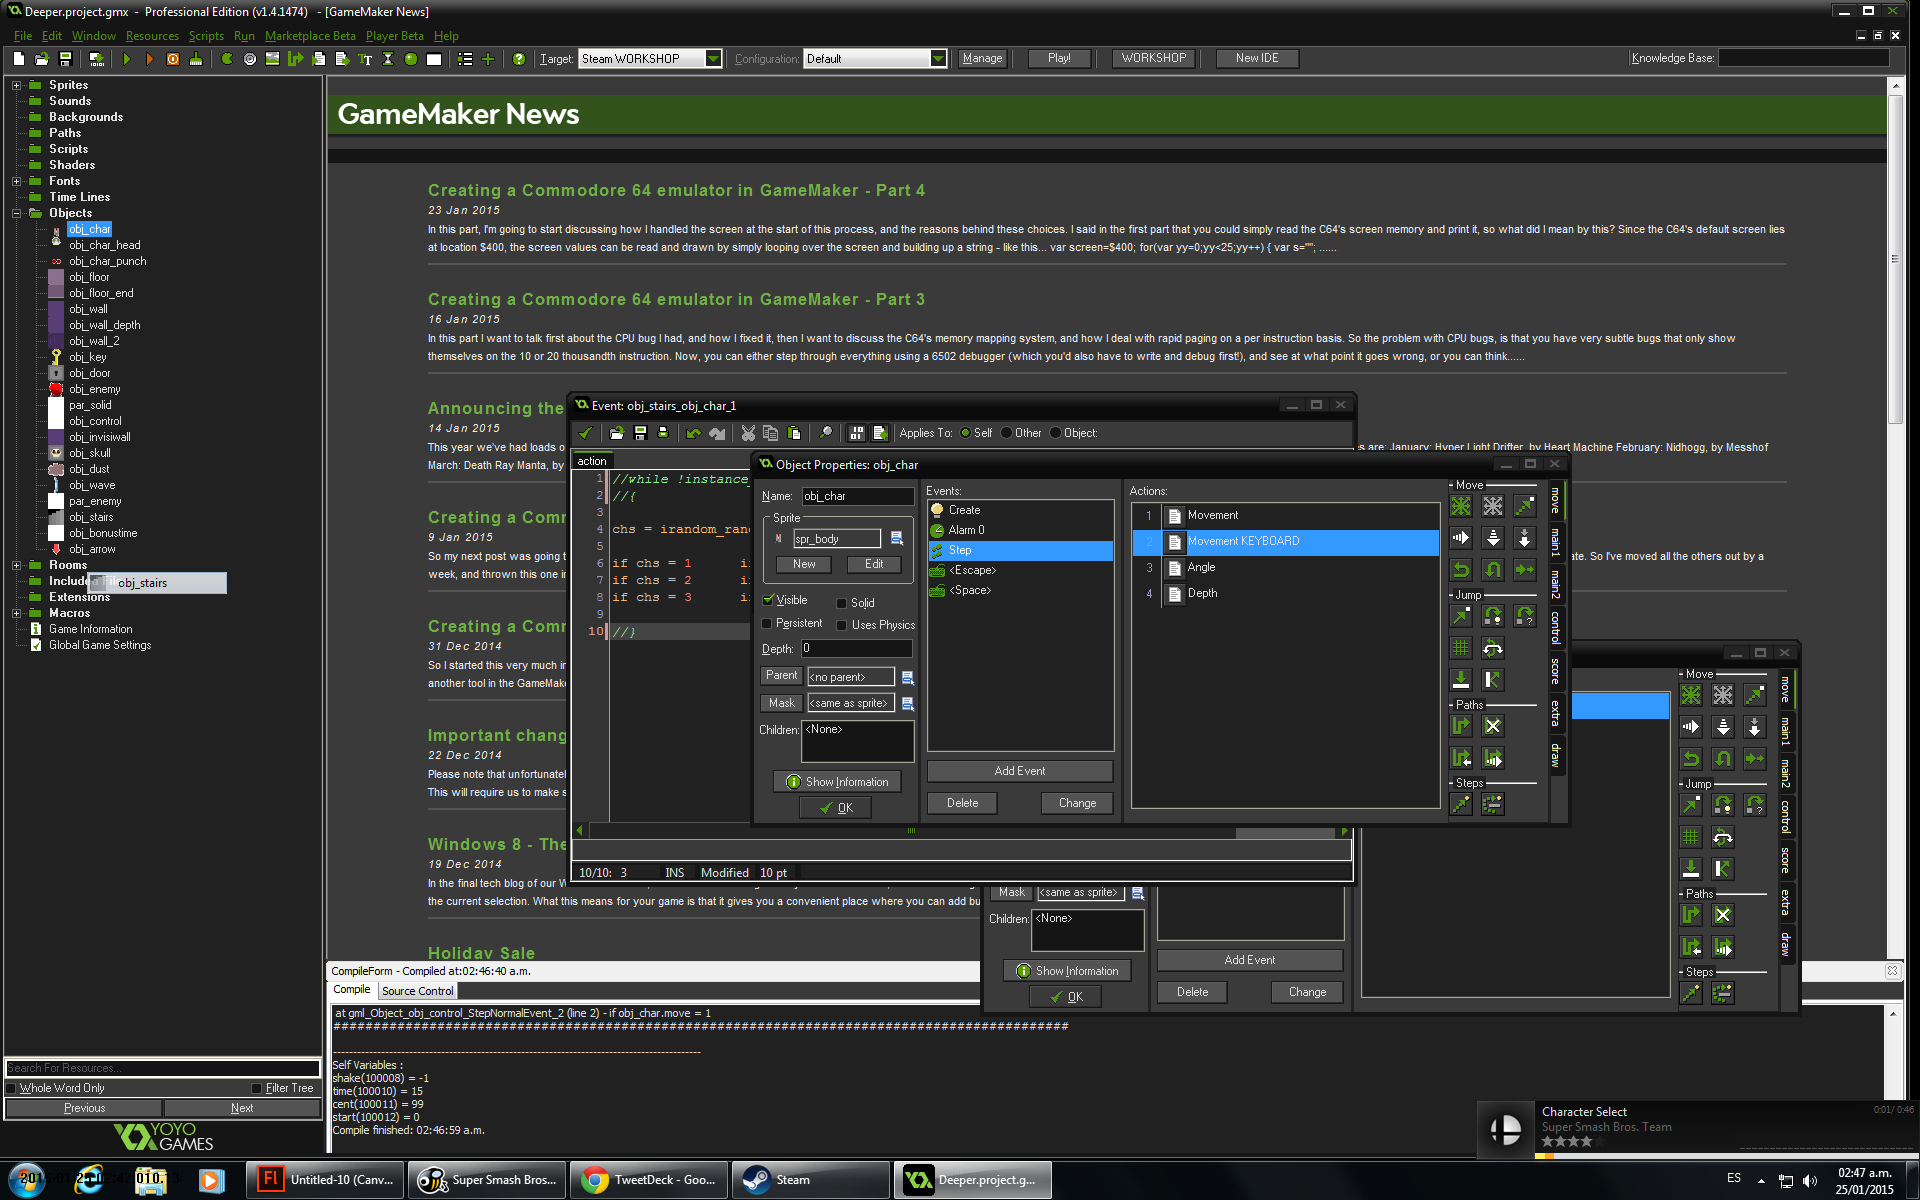 Deeper.project.gmx - Professional Edition (v1.4.1474) - [GameMaker News]
File Edit Window Resources Scripts Run Marketplace Beta Player Beta Help
Target: Steam WORKSHOP Configuration: Default Manage Play! WORKSHOP New IDE Knowledge Base:
Sprites
Sounds
Backgrounds
Paths
Scripts
Shaders
Fonts
Time Lines
Objects
obj_char
obj_char_head
obj_char_punch
obj_floor
obj_floor_end
obj_wall
obj_wall_depth
obj_wall_2
obj_key
obj_door
obj_enemy
par_solid
obj_control
obj_invisiwall
obj_skull
obj_dust
obj_wave
par_enemy
obj_stairs
obj_bonustime
obj_arrow
Rooms
Included
obj_stairs
Extensions
Macros
Game Information
Global Game Settings
Search For Resources...
Whole Word Only Filter Tree
Previous Next
YOYO
GAMES
GameMaker News
Creating a Commodore 64 emulator in GameMaker - Part 4
23 Jan 2015
In this part, I'm going to start discussing how I handled the screen at the start of this process, and the reasons behind these choices. I said in the first part that you could simply read the C64's screen memory and print it, so what did I mean by this? Since the C64's default screen lies
at location $400, the screen values can be read and drawn by simply looping over the screen and building up a string - like this... var screen=$400; for(var yy=0;yy<25;yy++) { var s=""; ......
Creating a Commodore 64 emulator in GameMaker - Part 3
16 Jan 2015
In this part I want to talk first about the CPU bug I had, and how I fixed it, then I want to discuss the C64's memory mapping system, and how I deal with rapid paging on a per instruction basis. So the problem with CPU bugs, is that you have very subtle bugs that only show
themselves on the 10 or 20 thousandth instruction. Now, you can either step through everything using a 6502 debugger (which you'd also have to write and debug first!), and see at what point it goes wrong, or you can think......
Announcing the
14 Jan 2015
This year we've had loads o
es are: January: Hyper Light Drifter, by Heart Machine February: Nidhogg, by Messhof
March: Death Ray Manta, by
Creating a Comm
9 Jan 2015
So my next post was going t
ate. So I've moved all the others out by a
week, and thrown this one in
Creating a Comm
31 Dec 2014
So I started this very much in
another tool in the GameMake
Important chang
22 Dec 2014
Please note that unfortunatel
This will require us to make s
Windows 8 - The
19 Dec 2014
In the final tech blog of our W
the current selection. What this means for your game is that it gives you a convenient place where you can add bu
Holiday Sale
Event: obj_stairs_obj_char_1
Applies To: Self Other Object:
action
1 //while !instance_
2 //{
3
4 chs = irandom_ran
5
6 if chs = 1 i
7 if chs = 2 i
8 if chs = 3 i
9
10 //}
10/10: 3 INS Modified 10 pt
Object Properties: obj_char
Name: obj_char
Sprite
spr_body
New Edit
Visible Solid
Persistent Uses Physics
Depth: 0
Parent <no parent>
Mask <same as sprite>
Children: <None>
Show Information
OK
Events:
Create
Alarm 0
Step
<Escape>
<Space>
Add Event
Delete Change
Actions:
1 Movement
2 Movement KEYBOARD
3 Angle
4 Depth
Move
Jump
Paths
Steps
move
main1
main2
control
score
extra
draw
Mask <same as sprite>
Children: <None>
Show Information
OK
Add Event
Delete Change
Move
Jump
Paths
Steps
move
main1
main2
control
score
extra
draw
CompileForm - Compiled at:02:46:40 a.m.
Compile Source Control
at gml_Object_obj_control_StepNormalEvent_2 (line 2) - if obj_char.move = 1
Self Variables :
shake(100008) = -1
time(100010) = 15
cent(100011) = 99
start(100012) = 0
Compile finished: 02:46:59 a.m.
Character Select 0:01/ 0:46
Super Smash Bros. Team
Untitled-10 (Canv... Super Smash Bros... TweetDeck - Goo... Steam Deeper.project.g...
ES
02:47 a.m.
25/01/2015